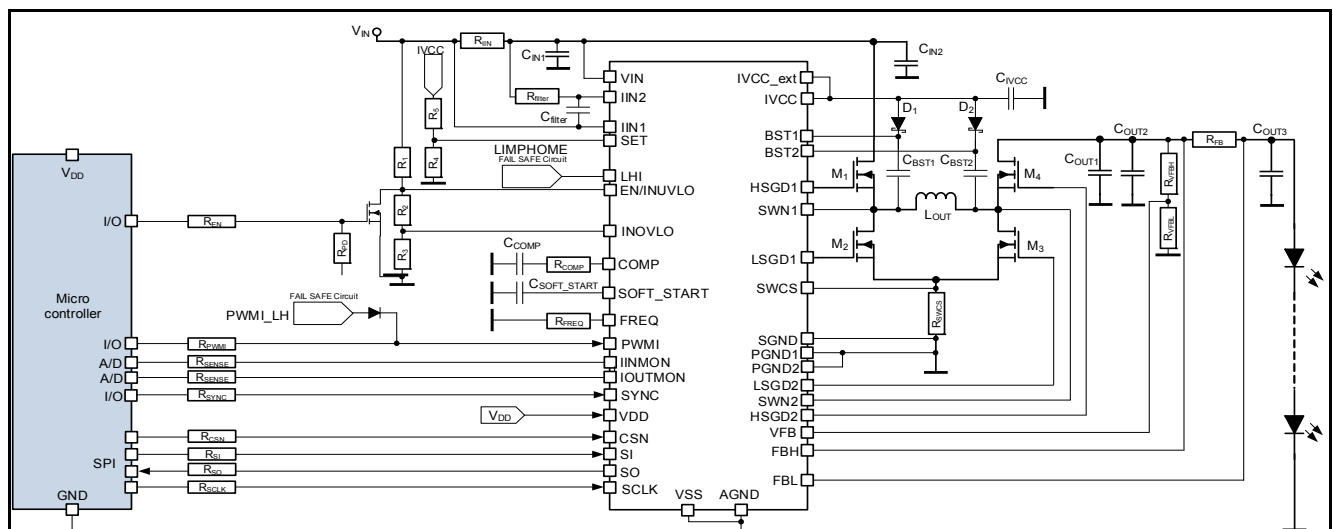 VIN
RIIN
IVCC
CIN1
CIN2
VIN
IVCC_ext
CIVCC
IIN2
IVCC
Rfilter
D1
D2
R5
Cfilter
IIN1
BST1
COUT2
RFB
COUT3
SET
BST2
VDD
R1
LIMPHOME
FAIL SAFE Circuit
R4
CBST1
CBST2
COUT1
M1
M4
RVFBH
LHI
HSGD1
EN/INUVLO
I/O
REN
R2
SWN1
LOUT
RVFBL
INOVLO
M2
M3
RPD
R3
CCOMP
RCOMP
COMP
LSGD1
CSOFT_START
SOFT_START
SWCS
Micro
controller
FAIL SAFE Circuit
RSWCS
PWMI_LH
RFREQ
FREQ
SGND
I/O
RPWMI
PWMI
PGND1
A/D
RSENSE
IINMON
PGND2
A/D
RSENSE
IOUTMON
LSGD2
I/O
RSYNC
SYNC
SWN2
VDD
VDD
HSGD2
RCSN
CSN
VFB
SPI
RSI
SI
FBH
RSO
SO
RSCLK
SCLK
FBL
GND
VSS
AGND